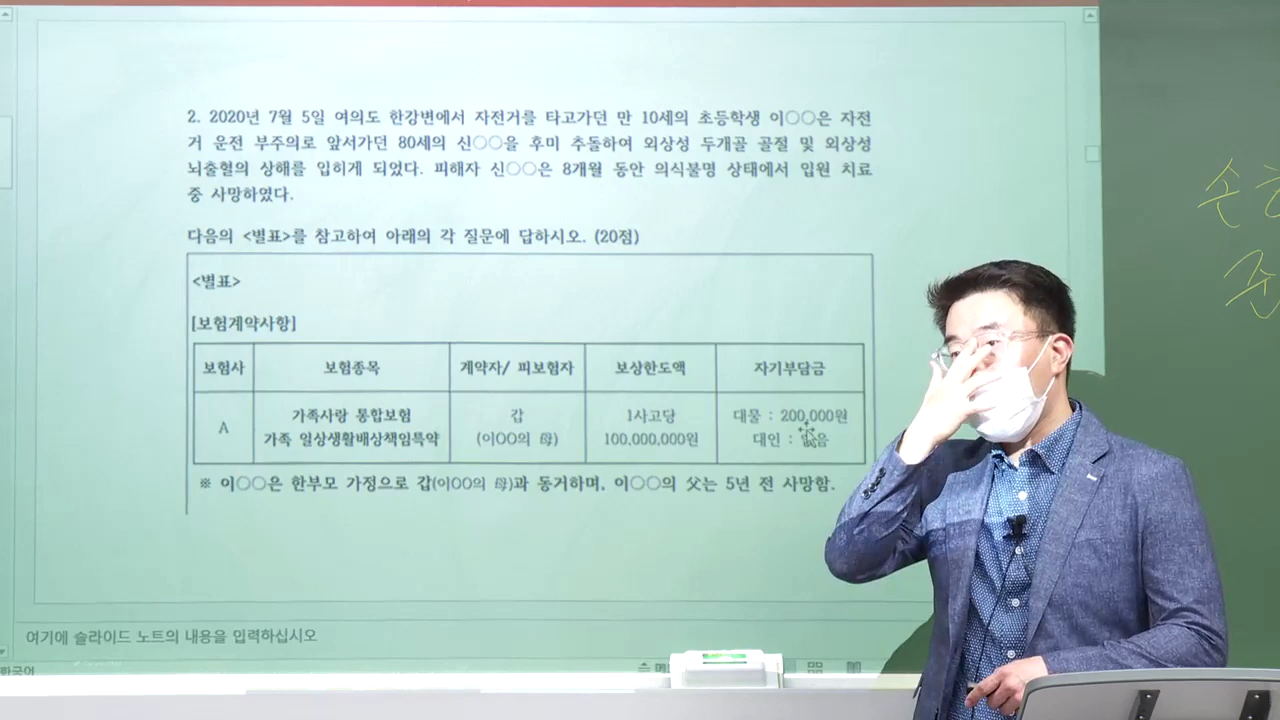 2. 2020년 7월 5일 여의도 한강변에서 자전거를 타고가던 만 10세의 초등학생 이○○은 자전
거 운전 부주의로 앞서가던 80세의 신○○을 후미 추돌하여 외상성 두개골 골절 및 외상성
뇌출혈의 상해를 입히게 되었다. 피해자 신○○은 8개월 동안 의식불명 상태에서 입원 치료
중 사망하였다.
다음의 <별표>를 참고하여 아래의 각 질문에 답하시오. (20점)
<별표>
[보험계약사항]
보험사 보험종목 계약자/ 피보험자 보상한도액 자기부담금
A
가족사랑 통합보험 갑 1사고당 대물 : 200,000원
가족 일상생활배상책임특약 (이OO의 母) 100,000,000원 대인 : 없음
※ 이○○은 한부모 가정으로 갑(이OO의 母)과 동거하며, 이○○의 父는 5년 전 사망함.
여기에 슬라이드 노트의 내용을 입력하십시오
한국어
손
준